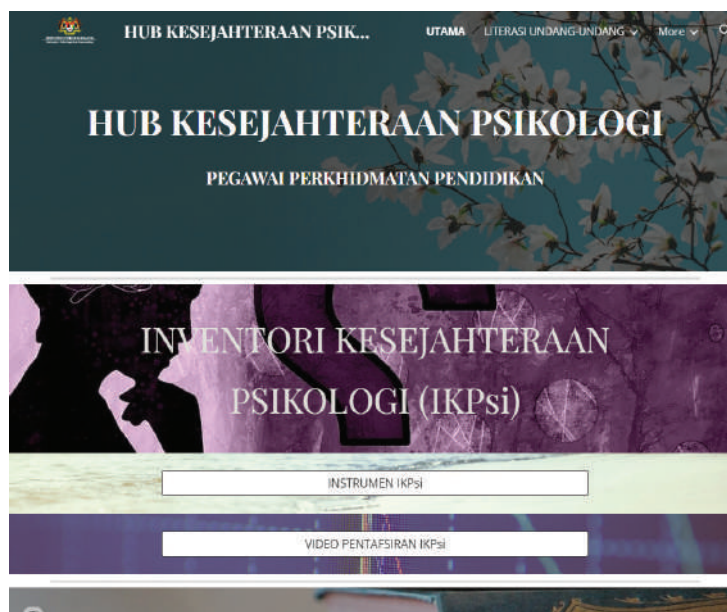 HUB KESEJAHTERAAN PSIK...
UTAMA LITERASI UNDANG-UNDANG More
HUB KESEJAHTERAAN PSIKOLOGI
PEGAWAI PERKHIDMATAN PENDIDIKAN
INVENTORI KESEJAHTERAAN
PSIKOLOGI (IKPsi)
INSTRUMEN IKPsi
VIDEO PENTAFSIRAN IKPsi